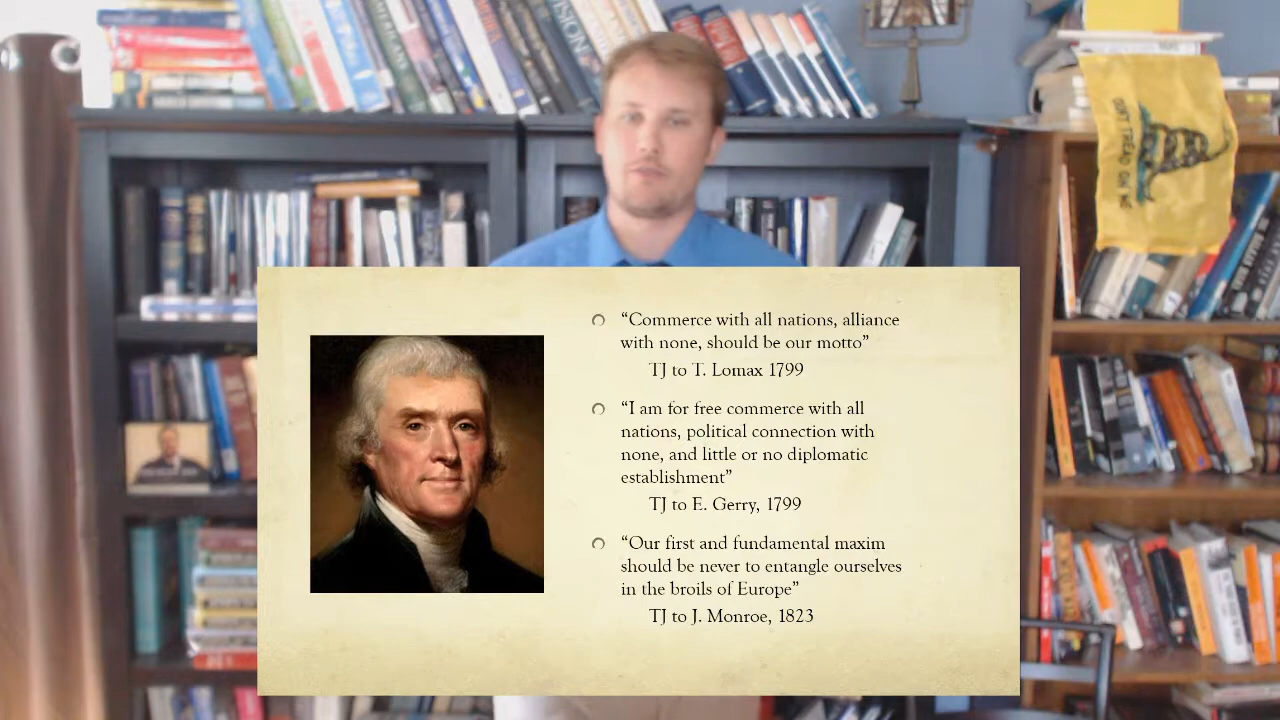 “Commerce with all nations, alliance
with none, should be our motto”
TJ to T. Lomax 1799
“I am for free commerce with all
nations, political connection with
none, and little or no diplomatic
establishment”
TJ to E. Gerry, 1799
“Our first and fundamental maxim
should be never to entangle ourselves
in the broils of Europe”
TJ to J. Monroe, 1823
DON'T TREAD ON ME
AMERICAN